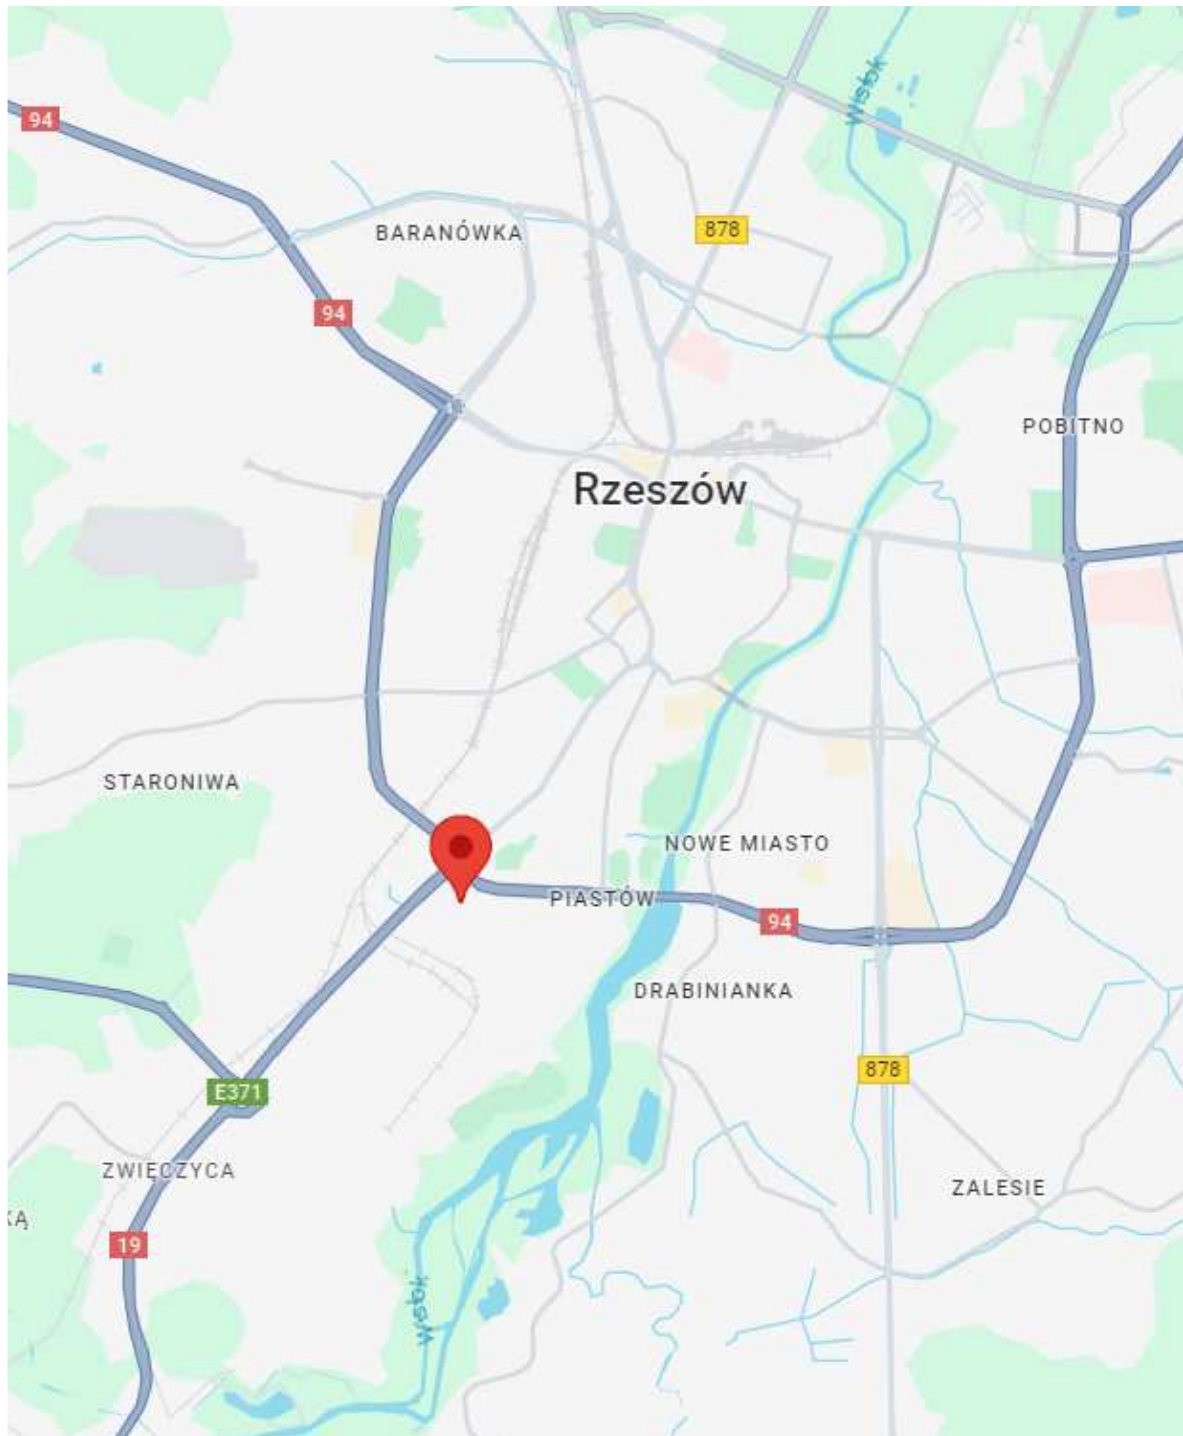 Wisłok
94
BARANÓWKA
878
94
POBITNO
Rzeszów
STARONIWA
NOWE MIASTO
PIASTÓW
94
DRABINIANKA
878
E371
ZWIĘCZYCA
ZALESIE
KĄ
19
Wisłok